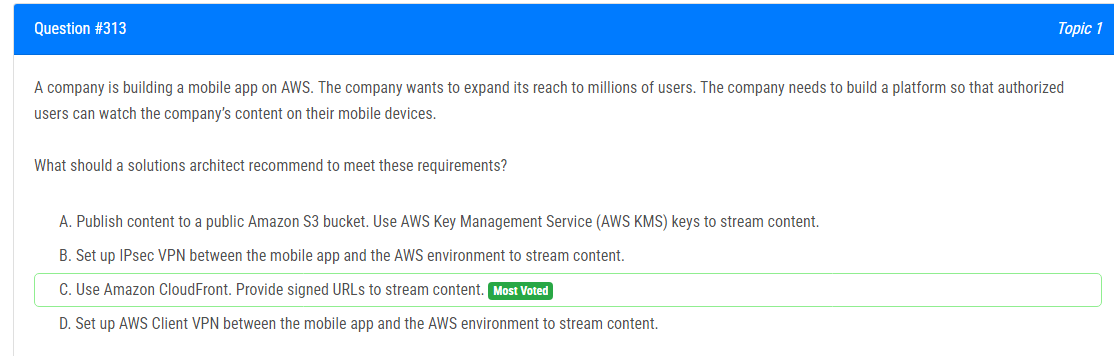 Question #313
Topic 1
A company is building a mobile app on AWS. The company wants to expand its reach to millions of users. The company needs to build a platform so that authorized
users can watch the company's content on their mobile devices.
What should a solutions architect recommend to meet these requirements?
A. Publish content to a public Amazon S3 bucket. Use AWS Key Management Service (AWS KMS) keys to stream content.
B. Set up IPsec VPN between the mobile app and the AWS environment to stream content.
C. Use Amazon CloudFront. Provide signed URLs to stream content. Most Voted
D. Set up AWS Client VPN between the mobile app and the AWS environment to stream content.